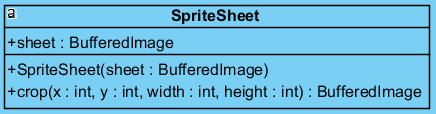 a
SpriteSheet
+sheet : BufferedImage
+SpriteSheet(sheet : BufferedImage)
+crop(x : int, y : int, width : int, height : int) : BufferedImage